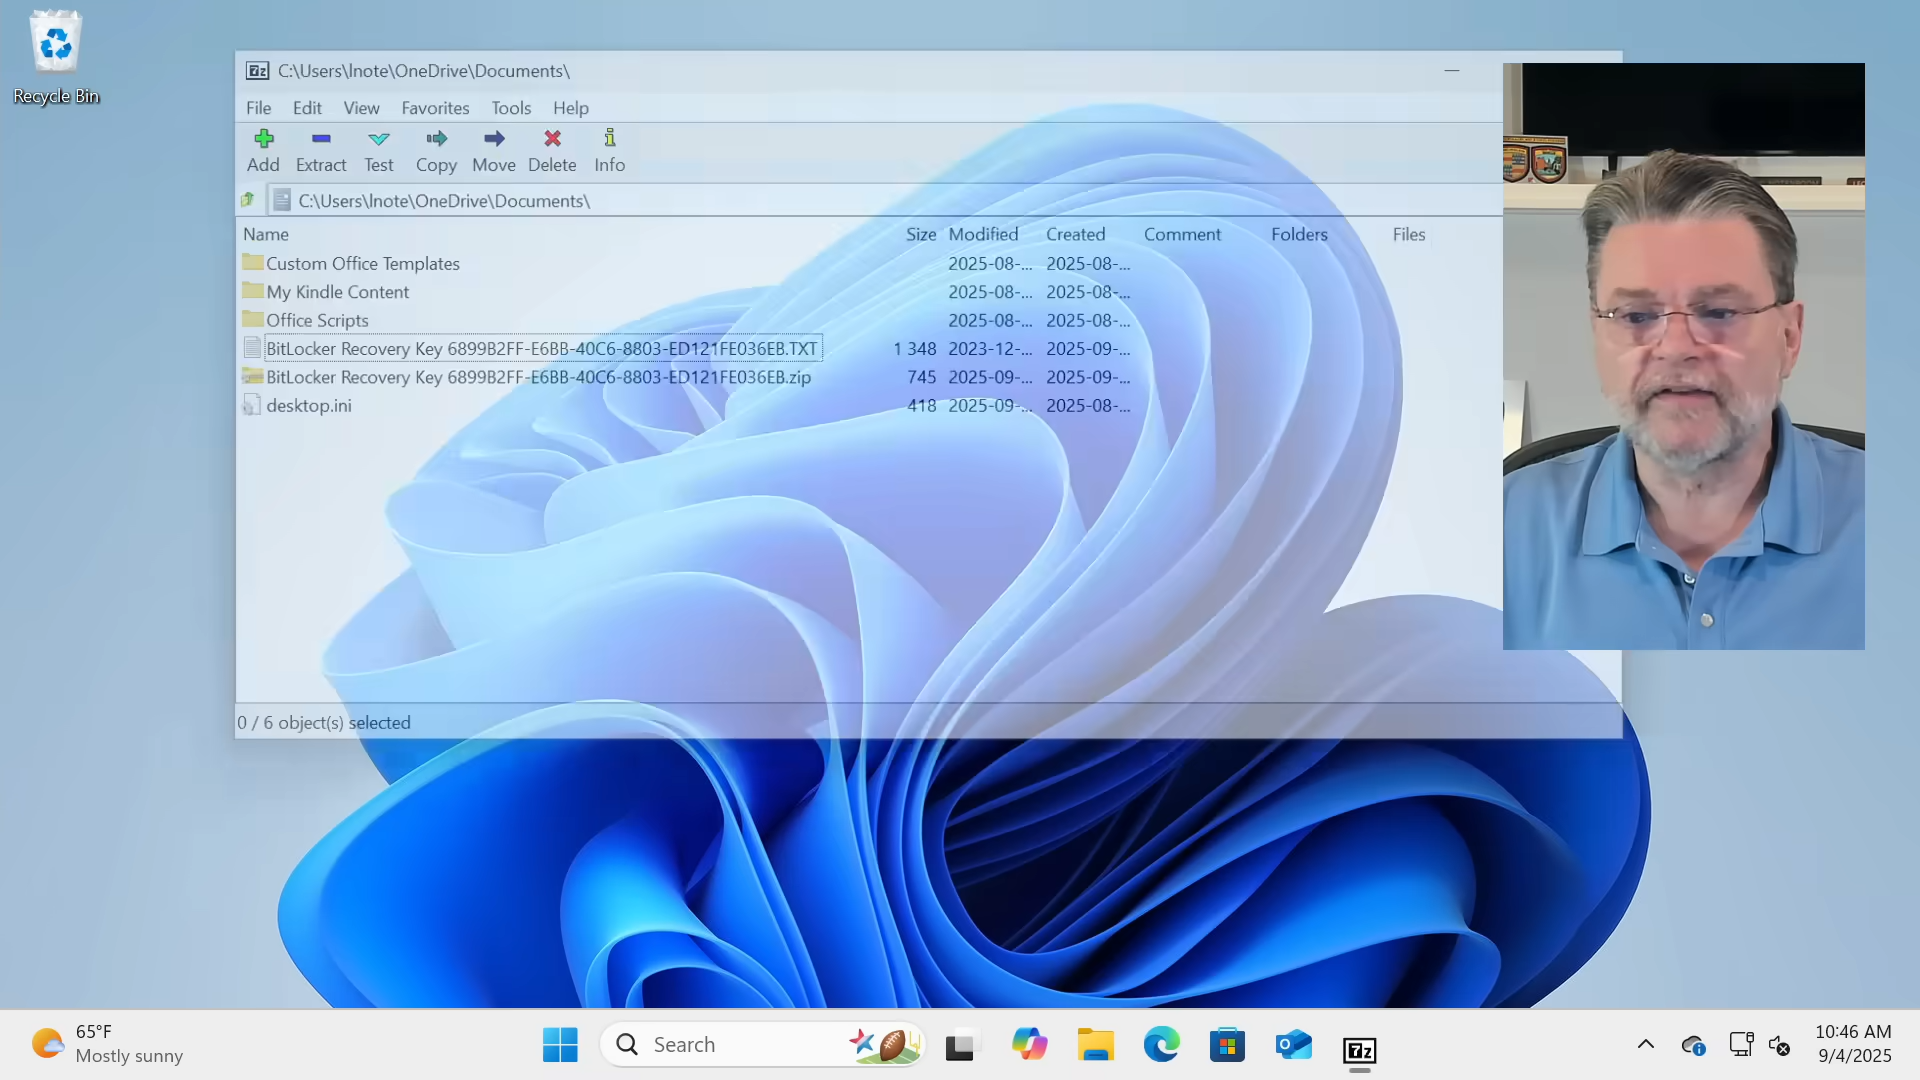 Recycle Bin
C:\Users\lnote\OneDrive\Documents\
File Edit View Favorites Tools Help
Add Extract Test Copy Move Delete Info
C:\Users\lnote\OneDrive\Documents\
Name Size Modified Created Comment Folders Files
Custom Office Templates 2025-08-... 2025-08-...
My Kindle Content 2025-08-... 2025-08-...
Office Scripts 2025-08-... 2025-08-...
BitLocker Recovery Key 6899B2FF-E6BB-40C6-8803-ED121FE036EB.TXT 1 348 2023-12-... 2025-09-...
BitLocker Recovery Key 6899B2FF-E6BB-40C6-8803-ED121FE036EB.zip 745 2025-09-... 2025-09-...
desktop.ini 418 2025-09-... 2025-08-...
0 / 6 object(s) selected
65°F
Mostly sunny
Search
7z
10:46 AM
9/4/2025